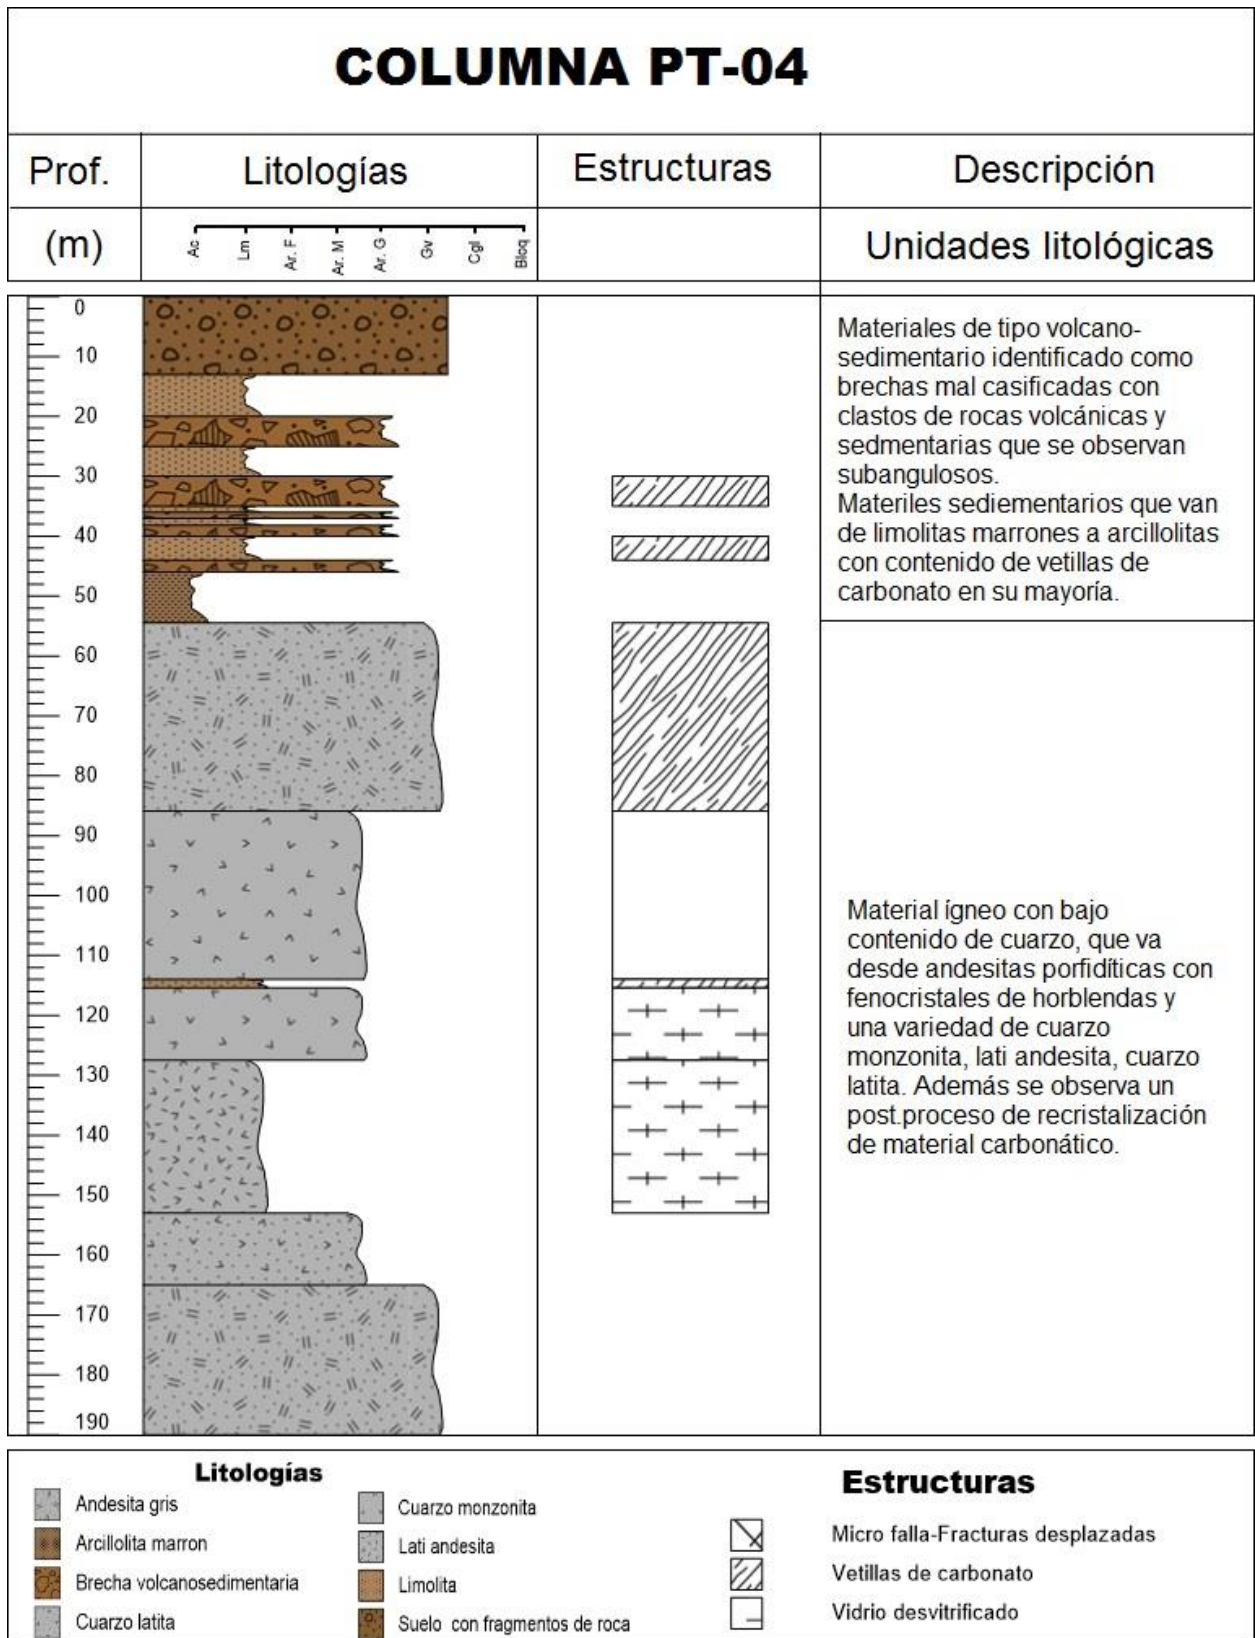 COLUMNA PT-04
Prof.
Litologías
Estructuras
Descripción
(m)
Ac
Lm
Ar. F
Ar. M
Ar. G
Gv
Cgl
Bloq
Unidades litológicas
0
10
20
30
40
50
60
70
80
90
100
110
120
130
140
150
160
170
180
190
Materiales de tipo volcano-
sedimentario identificado como
brechas mal casificadas con
clastos de rocas volcánicas y
sedmentarias que se observan
subangulosos.
Materiles sediementarios que van
de limolitas marrones a arcillolitas
con contenido de vetillas de
carbonato en su mayoría.
Material ígneo con bajo
contenido de cuarzo, que va
desde andesitas porfidíticas con
fenocristales de horblendas y
una variedad de cuarzo
monzonita, lati andesita, cuarzo
latita. Además se observa un
post.proceso de recristalización
de material carbonático.
Litologías
Andesita gris
Arcillolita marron
Brecha volcanosedimentaria
Cuarzo latita
Cuarzo monzonita
Lati andesita
Limolita
Suelo con fragmentos de roca
Estructuras
Micro falla-Fracturas desplazadas
Vetillas de carbonato
Vidrio desvitrificado